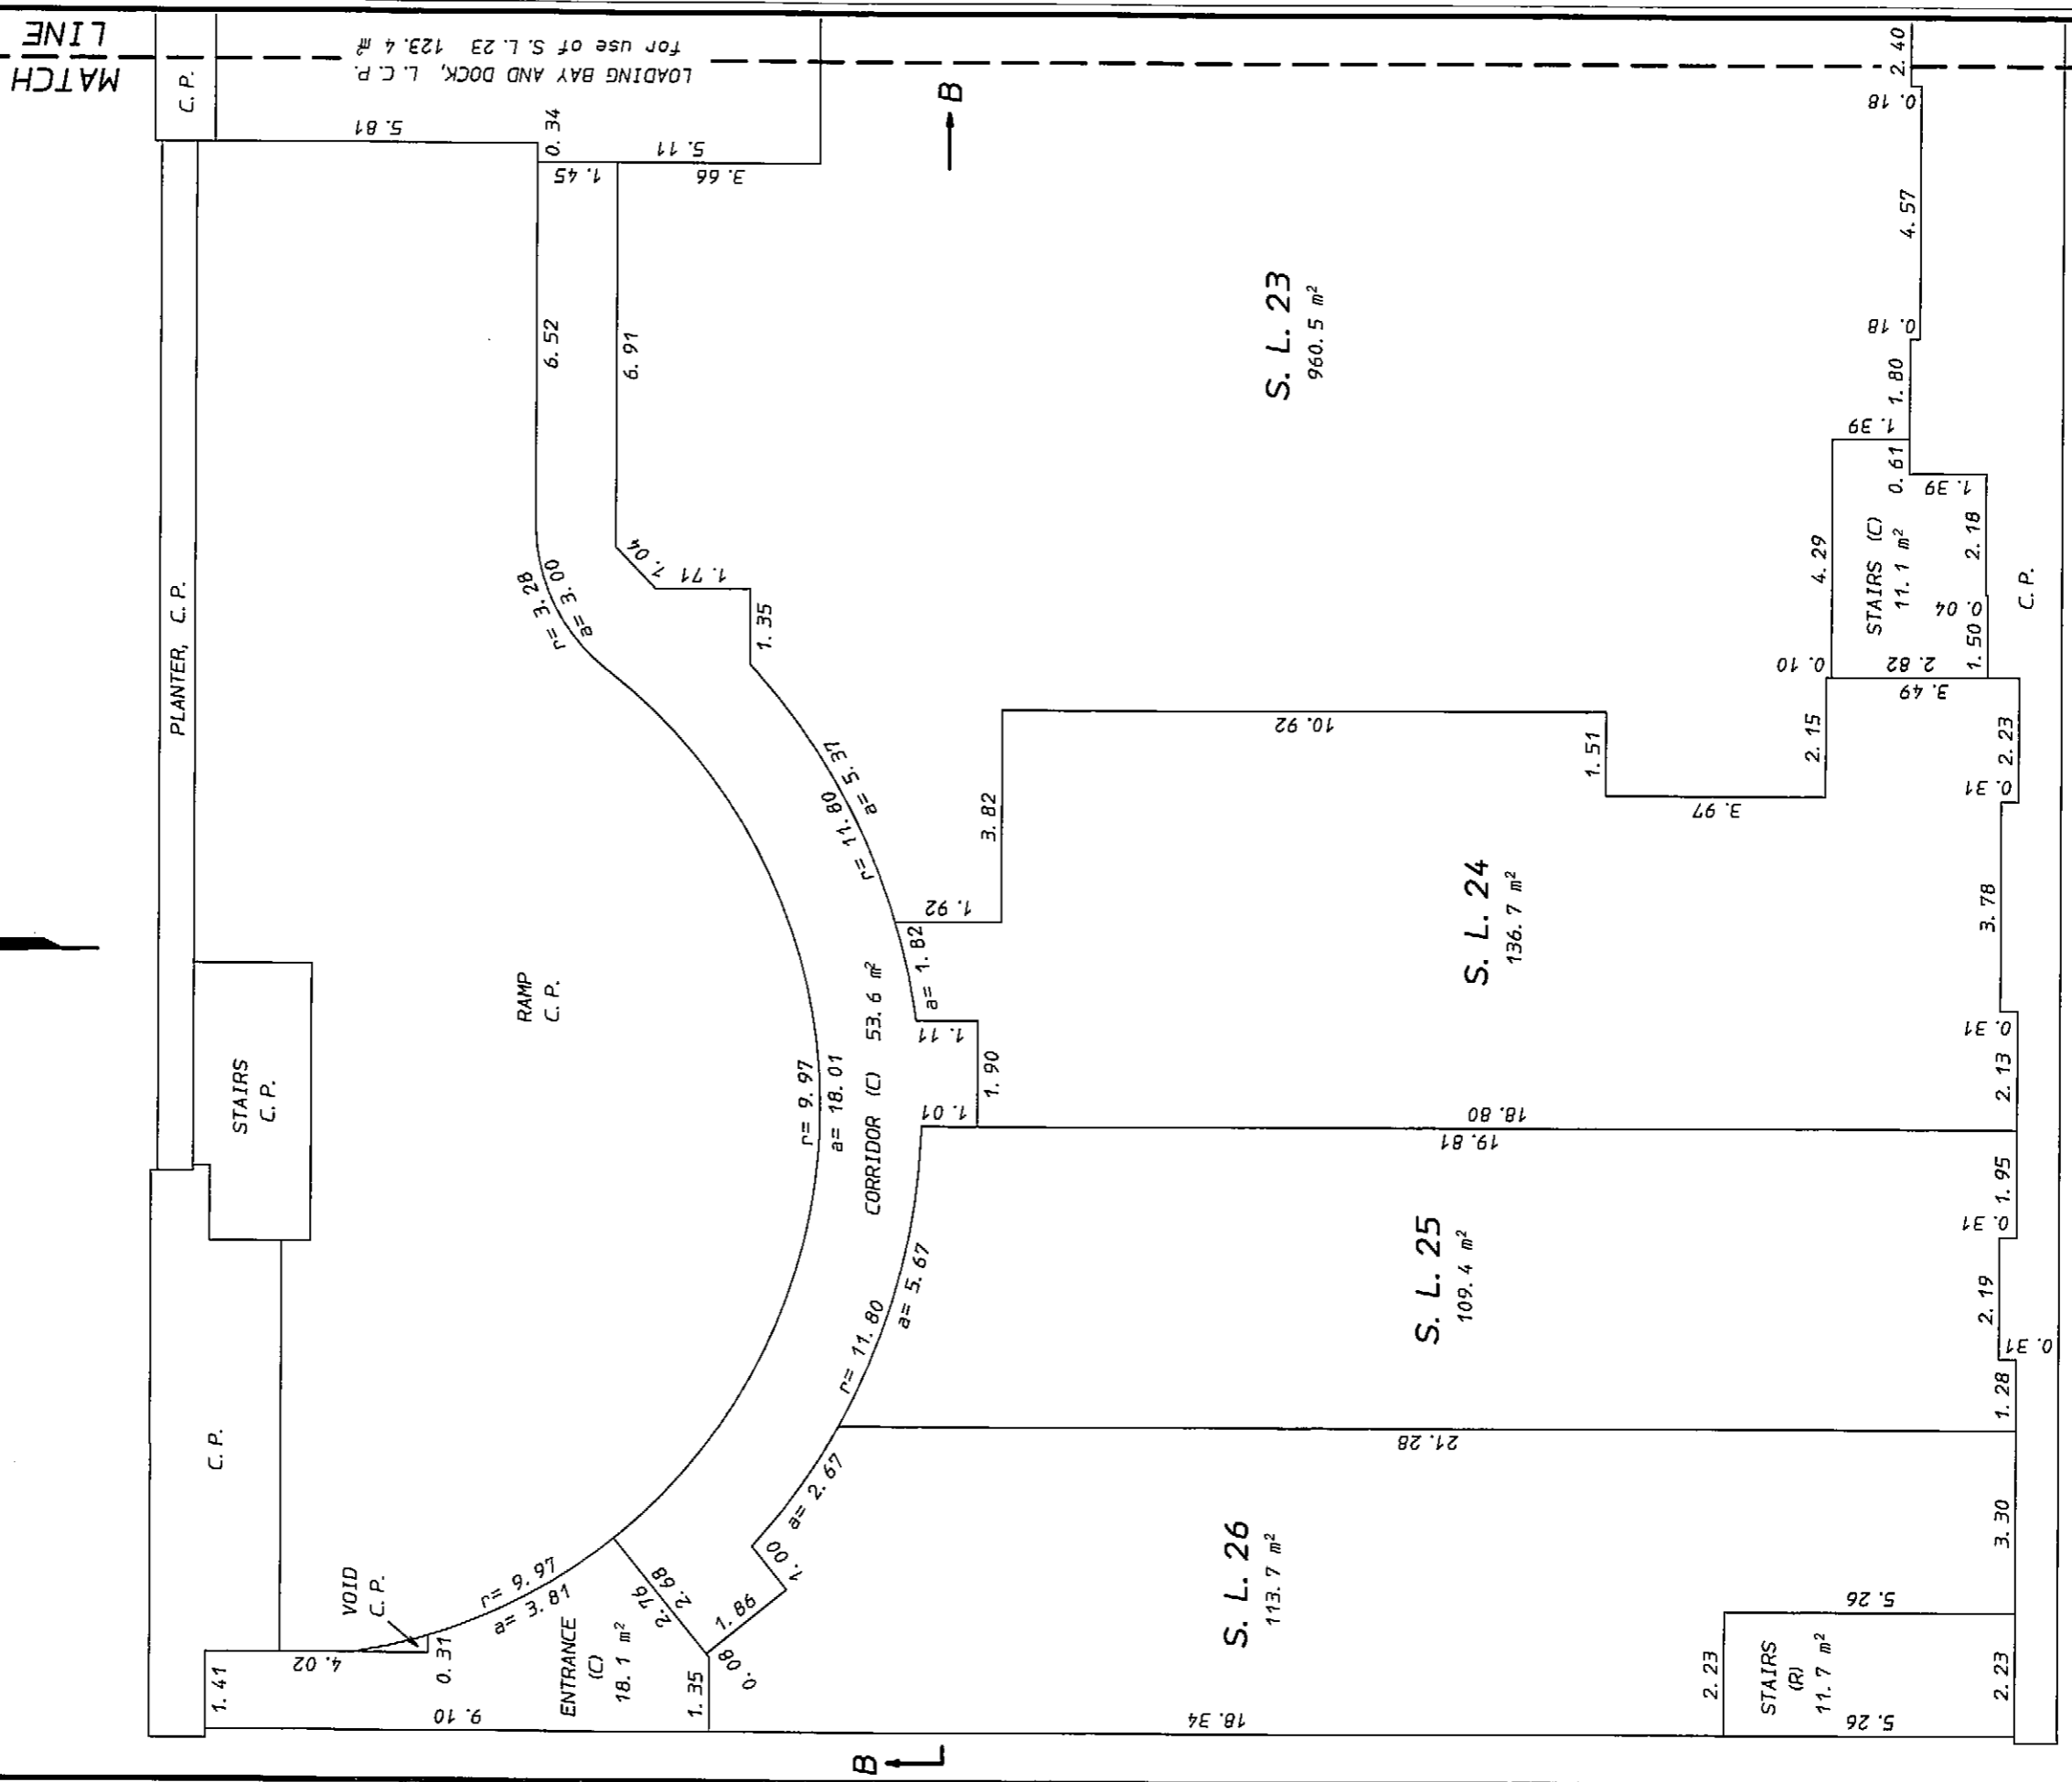 MATCH
LINE
C. P.
LOADING BAY AND DOCK, L. C. P.
for use of S. L. 23 123. 4 m²
5. 81
0. 34
1. 45
5. 11
3. 66
B
2. 40
0. 18
4. 57
0. 18
1. 80
1. 39
0. 61
1. 39
2. 18
0. 04
1. 50
STAIRS (C)
11. 1 m²
4. 29
0. 10
2. 82
3. 49
C. P.
PLANTER, C. P.
6. 52
6. 91
r= 3. 28
a= 3. 00
1. 04
1. 71
1. 35
S. L. 23
960. 5 m²
r= 11. 80
a= 5. 37
1. 92
3. 82
10. 92
1. 51
3. 97
2. 15
2. 23
0. 31
3. 78
0. 31
2. 13
S. L. 24
136. 7 m²
a= 1. 82
1. 11
1. 90
1. 01
18. 80
19. 81
RAMP
C. P.
STAIRS
C. P.
r= 9. 97
a= 18. 01
CORRIDOR (C) 53. 6 m²
1. 95
0. 31
2. 19
0. 31
1. 28
S. L. 25
109. 4 m²
r= 11. 80
a= 5. 67
21. 28
C. P.
a= 2. 67
1. 00
1. 86
0. 08
2. 68
2. 76
r= 9. 97
a= 3. 81
VOID
C. P.
0. 31
4. 02
1. 41
9. 10
ENTRANCE
(C)
18. 1 m²
1. 35
S. L. 26
113. 7 m²
18. 34
3. 30
5. 26
2. 23
STAIRS
(R)
11. 7 m²
2. 23
5. 26
B